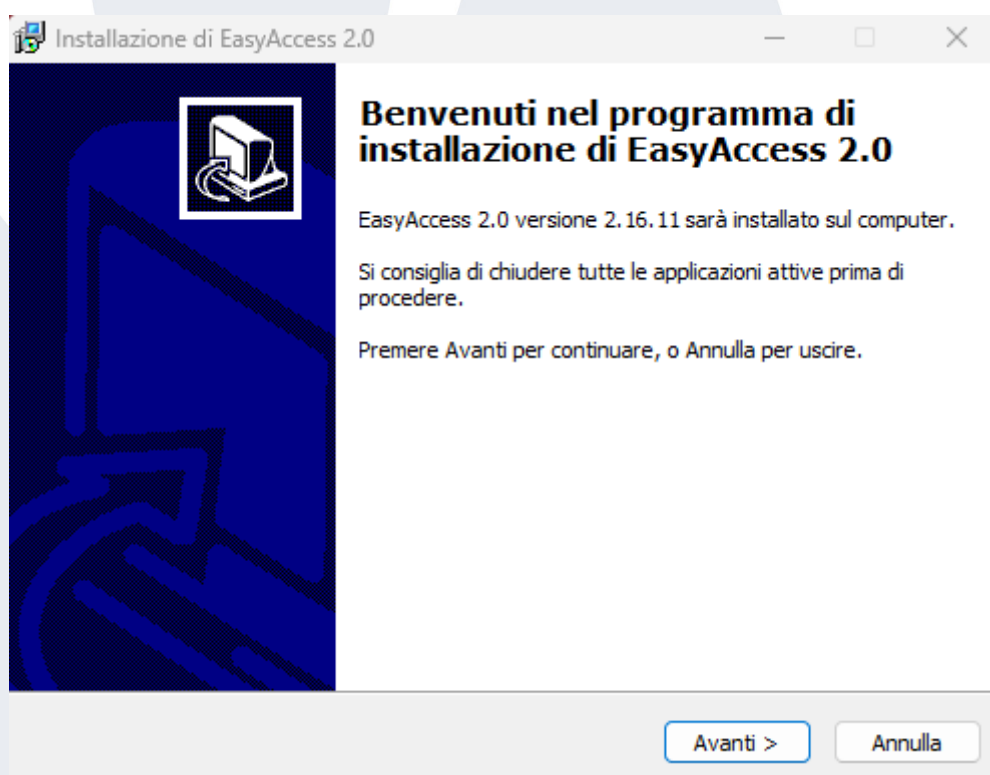 Installazione di EasyAccess 2.0
Benvenuti nel programma di
installazione di EasyAccess 2.0
EasyAccess 2.0 versione 2.16.11 sarà installato sul computer.
Si consiglia di chiudere tutte le applicazioni attive prima di
procedere.
Premere Avanti per continuare, o Annulla per uscire.
Avanti >
Annulla